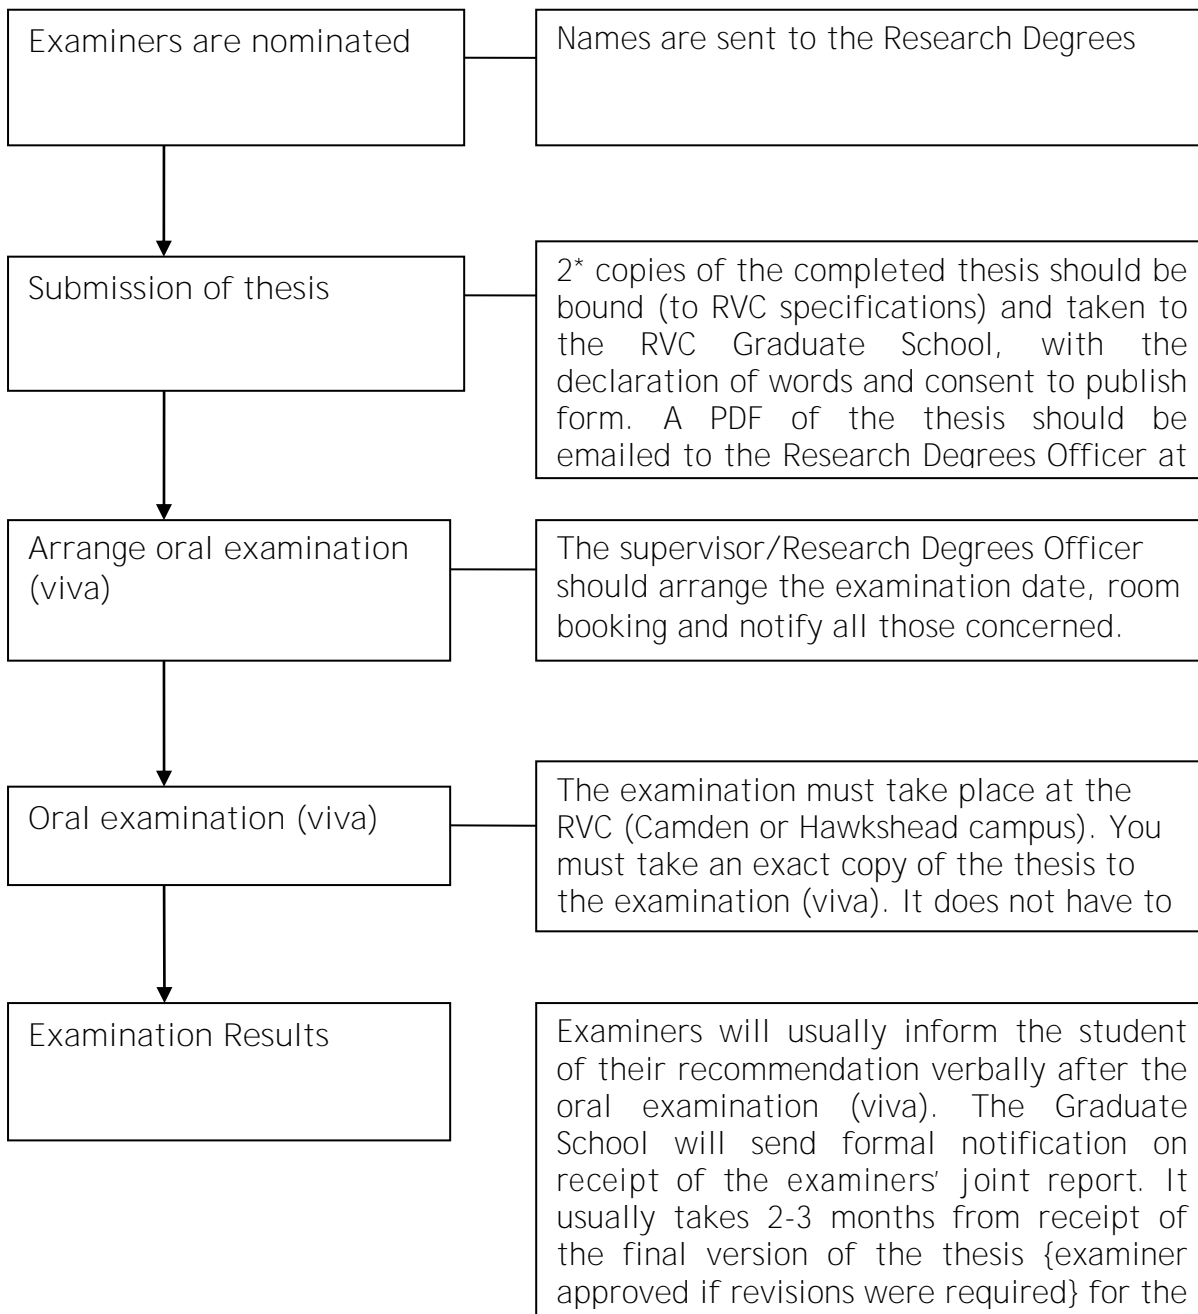 Examiners are nominated
Names are sent to the Research Degrees
Submission of thesis
2* copies of the completed thesis should be
bound (to RVC specifications) and taken to
the RVC Graduate School, with the
declaration of words and consent to publish
form. A PDF of the thesis should be
emailed to the Research Degrees Officer at
Arrange oral examination
(viva)
The supervisor/Research Degrees Officer
should arrange the examination date, room
booking and notify all those concerned.
Oral examination (viva)
The examination must take place at the
RVC (Camden or Hawkshead campus). You
must take an exact copy of the thesis to
the examination (viva). It does not have to
Examination Results
Examiners will usually inform the student
of their recommendation verbally after the
oral examination (viva). The Graduate
School will send formal notification on
receipt of the examiners' joint report. It
usually takes 2-3 months from receipt of
the final version of the thesis {examiner
approved if revisions were required} for the